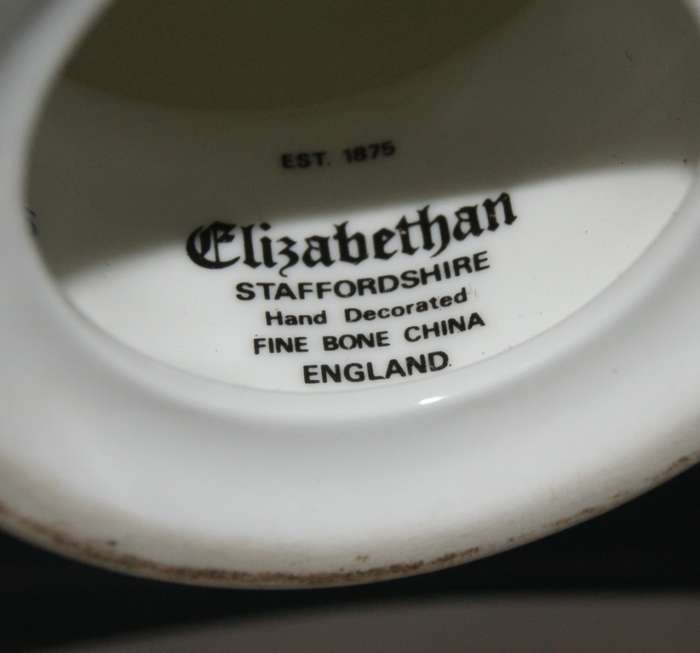 EST. 1875
Elizabethan
STAFFORDSHIRE
Hand Decorated
FINE BONE CHINA
ENGLAND